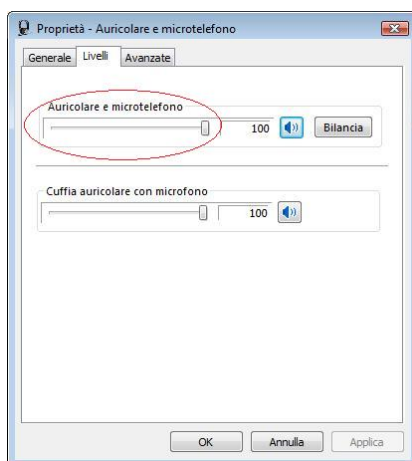 Proprietà - Auricolare e microtelefono
Generale Livelli Avanzate
Auricolare e microtelefono
100 Bilancia
Cuffia auricolare con microfono
100
OK Annulla Applica